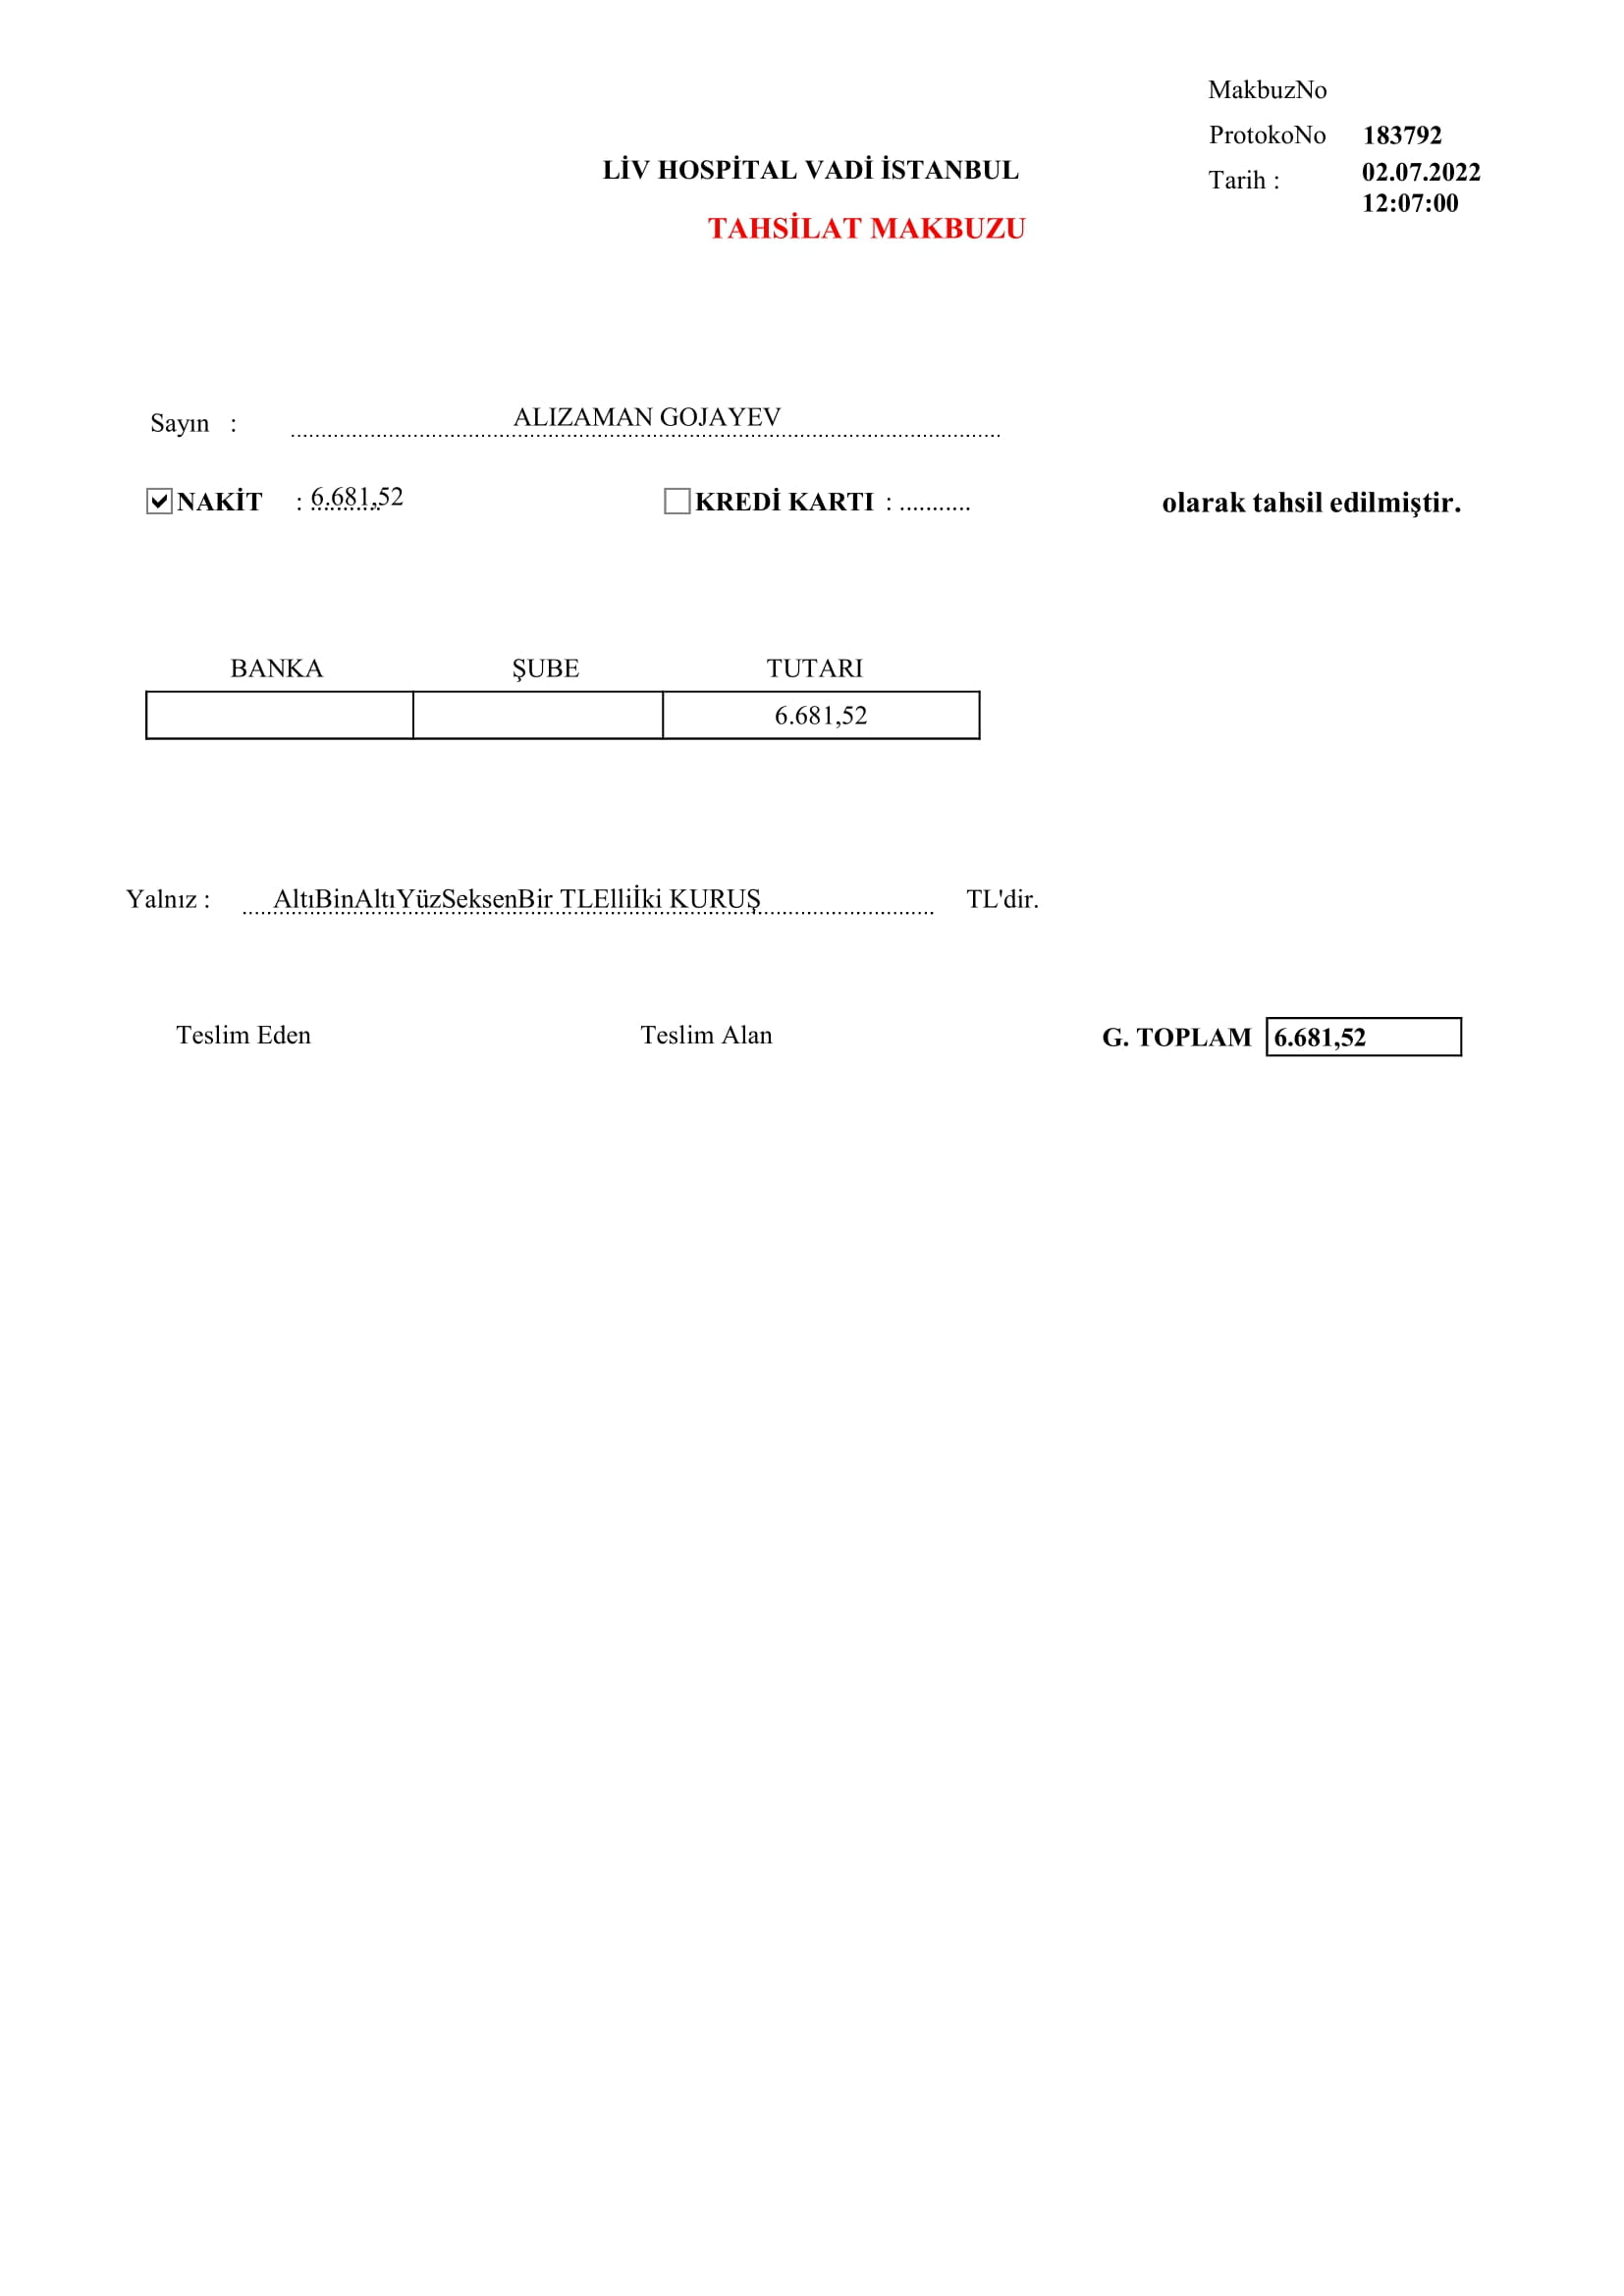 MakbuzNo
ProtokoNo 183792
LİV HOSPİTAL VADİ İSTANBUL
Tarih : 02.07.2022
12:07:00
TAHSİLAT MAKBUZU
Sayın : ALIZAMAN GOJAYEV
NAKİT : 6.681,52 KREDİ KARTI : ........... olarak tahsil edilmiştir.
BANKA ŞUBE TUTARI
6.681,52
Yalnız : AltıBinAltıYüzSeksenBir TLElliİki KURUŞ TL'dir.
Teslim Eden Teslim Alan G. TOPLAM 6.681,52